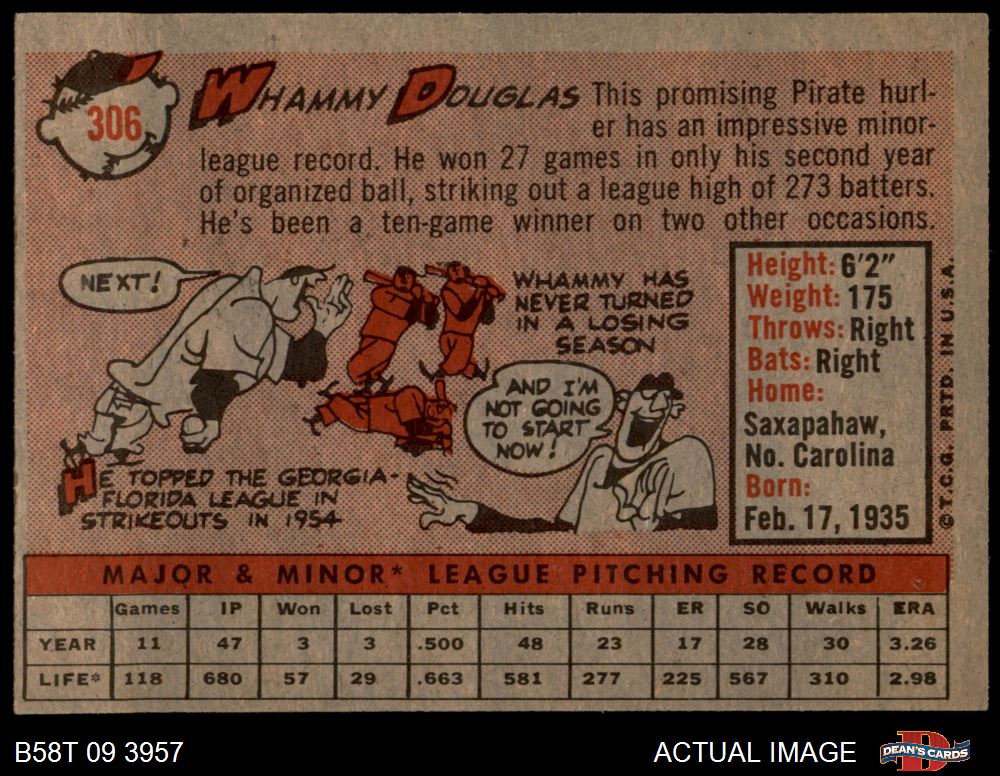 306
WHAMMY DOUGLAS This promising Pirate hurl-
er has an impressive minor-
league record. He won 27 games in only his second year
of organized ball, striking out a league high of 273 batters.
He's been a ten-game winner on two other occasions.
NEXT!
HE TOPPED THE GEORGIA-
FLORIDA LEAGUE IN
STRIKEOUTS IN 1954
WHAMMY HAS
NEVER TURNED
IN A LOSING
SEASON
AND I'M
NOT GOING
TO START
NOW!
Height: 6'2"
Weight: 175
Throws: Right
Bats: Right
Home:
Saxapahaw,
No. Carolina
Born:
Feb. 17, 1935
© T.C.G. PRTD. IN U.S.A.
MAJOR & MINOR* LEAGUE PITCHING RECORD
Games IP Won Lost Pct Hits Runs ER SO Walks ERA
YEAR 11 47 3 3 .500 48 23 17 28 30 3.26
LIFE* 118 680 57 29 .663 581 277 225 567 310 2.98
B58T 09 3957 ACTUAL IMAGE D DEAN'S CARDS